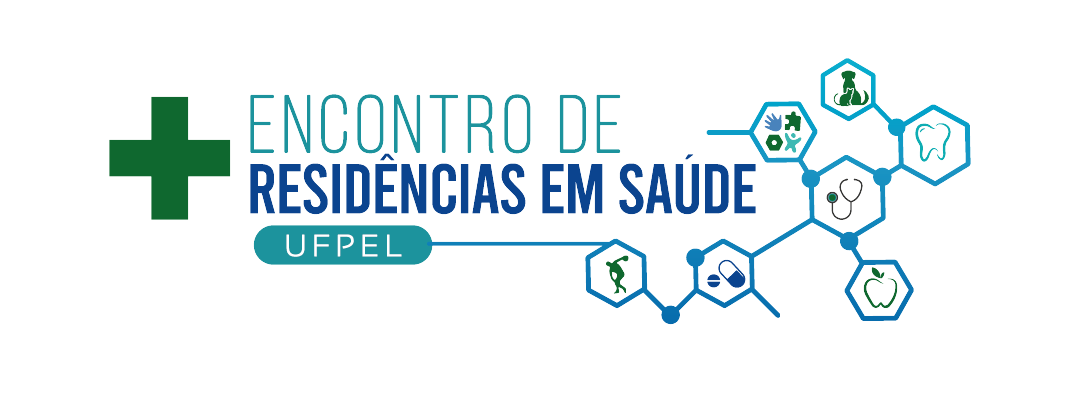 ENCONTRO DE
RESIDÊNCIAS EM SAÚDE
UFPEL